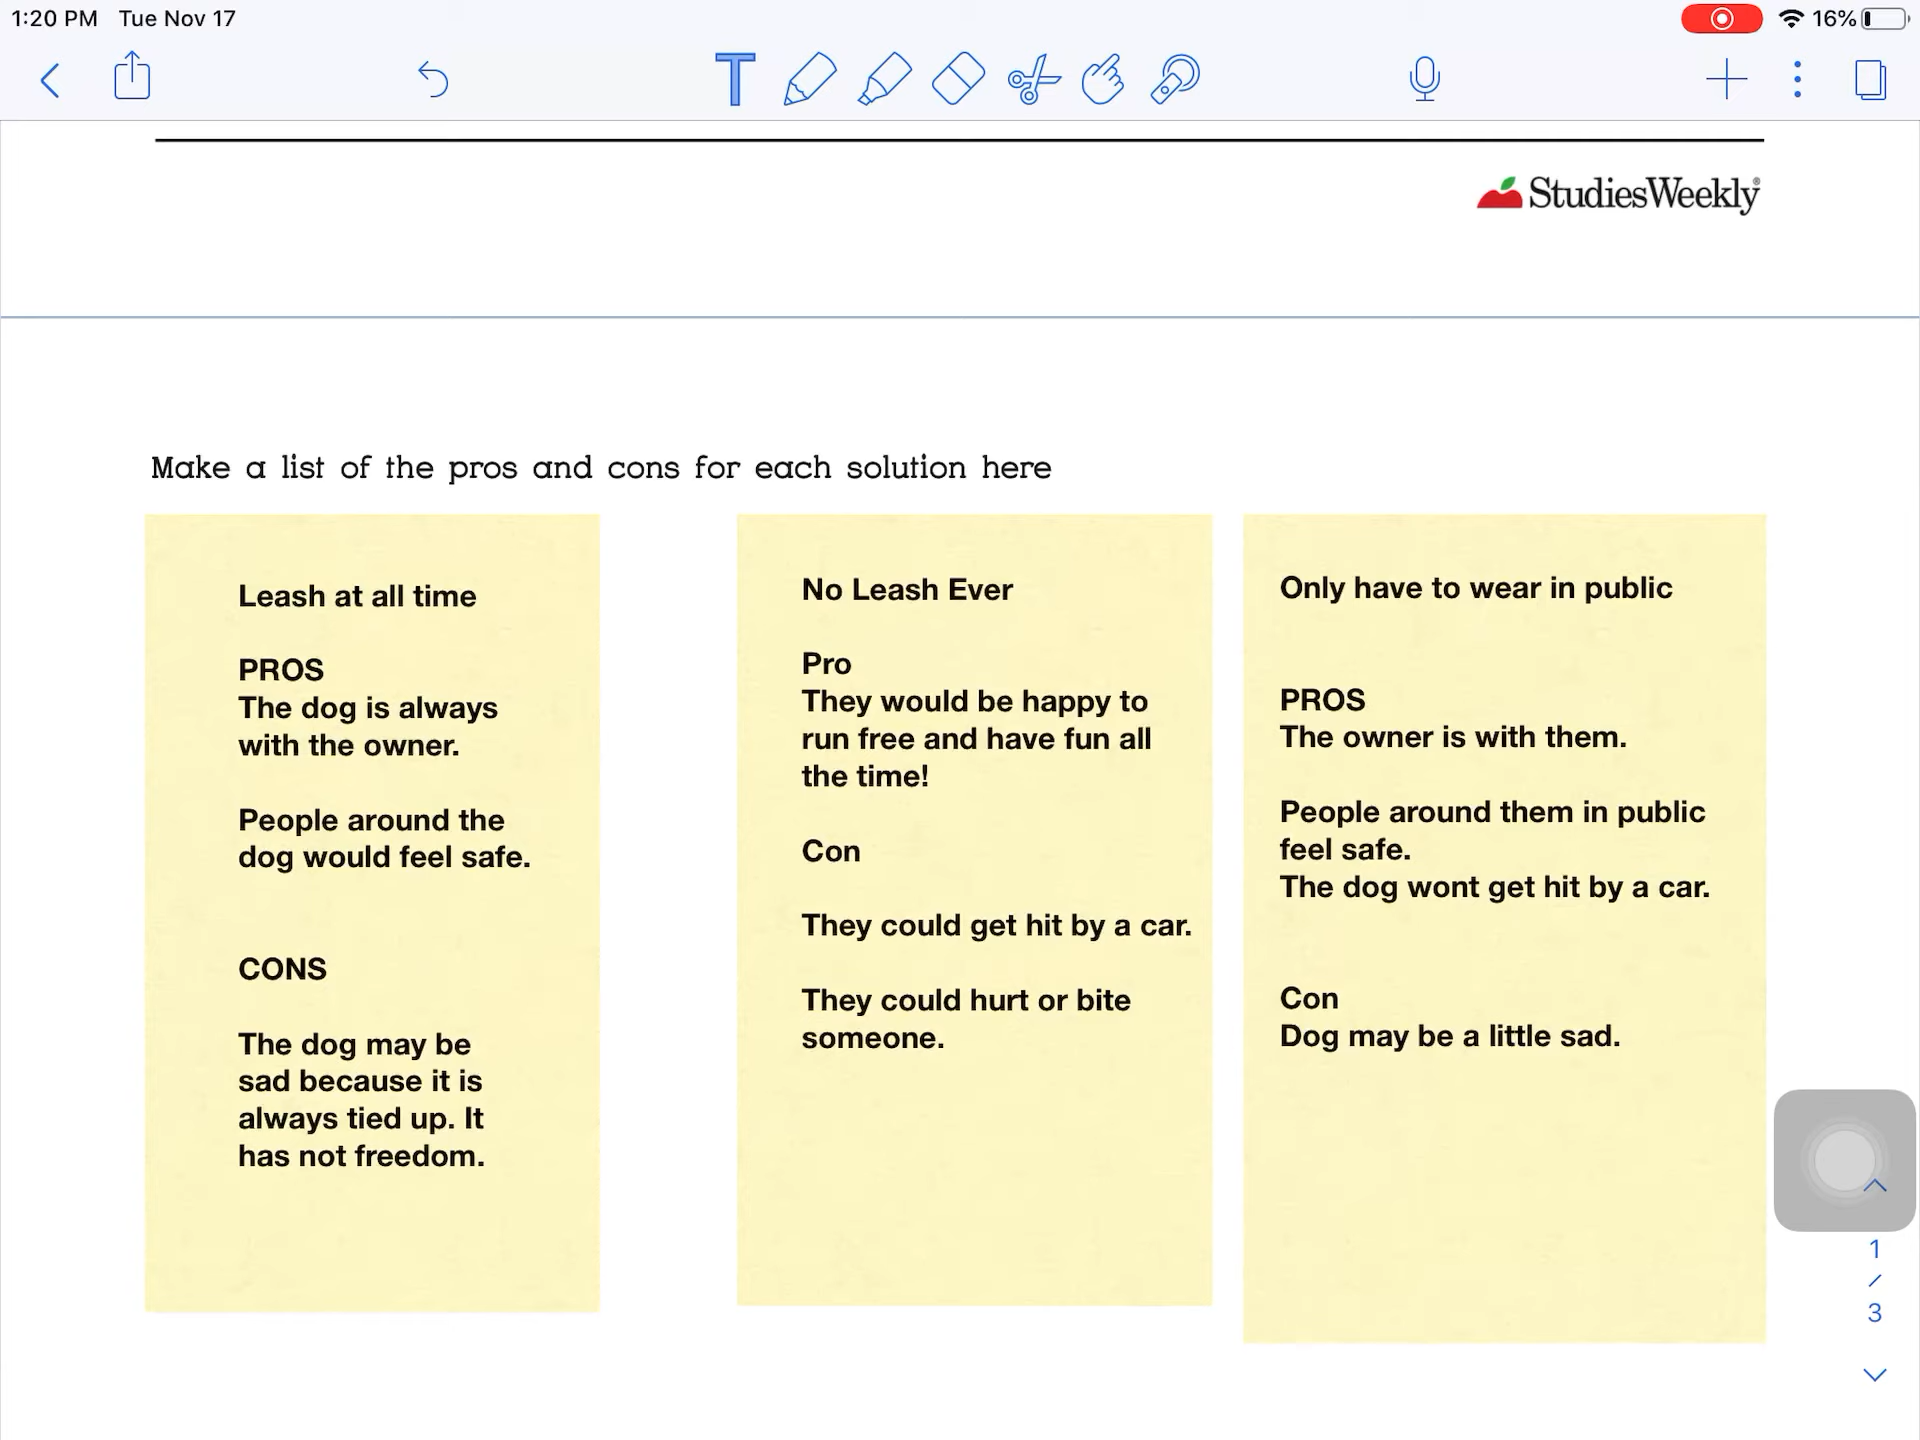 1:20 PM Tue Nov 17
16%
StudiesWeekly®
Make a list of the pros and cons for each solution here
Leash at all time
PROS
The dog is always
with the owner.
People around the
dog would feel safe.
CONS
The dog may be
sad because it is
always tied up. It
has not freedom.
No Leash Ever
Pro
They would be happy to
run free and have fun all
the time!
Con
They could get hit by a car.
They could hurt or bite
someone.
Only have to wear in public
PROS
The owner is with them.
People around them in public
feel safe.
The dog wont get hit by a car.
Con
Dog may be a little sad.
1
/
3